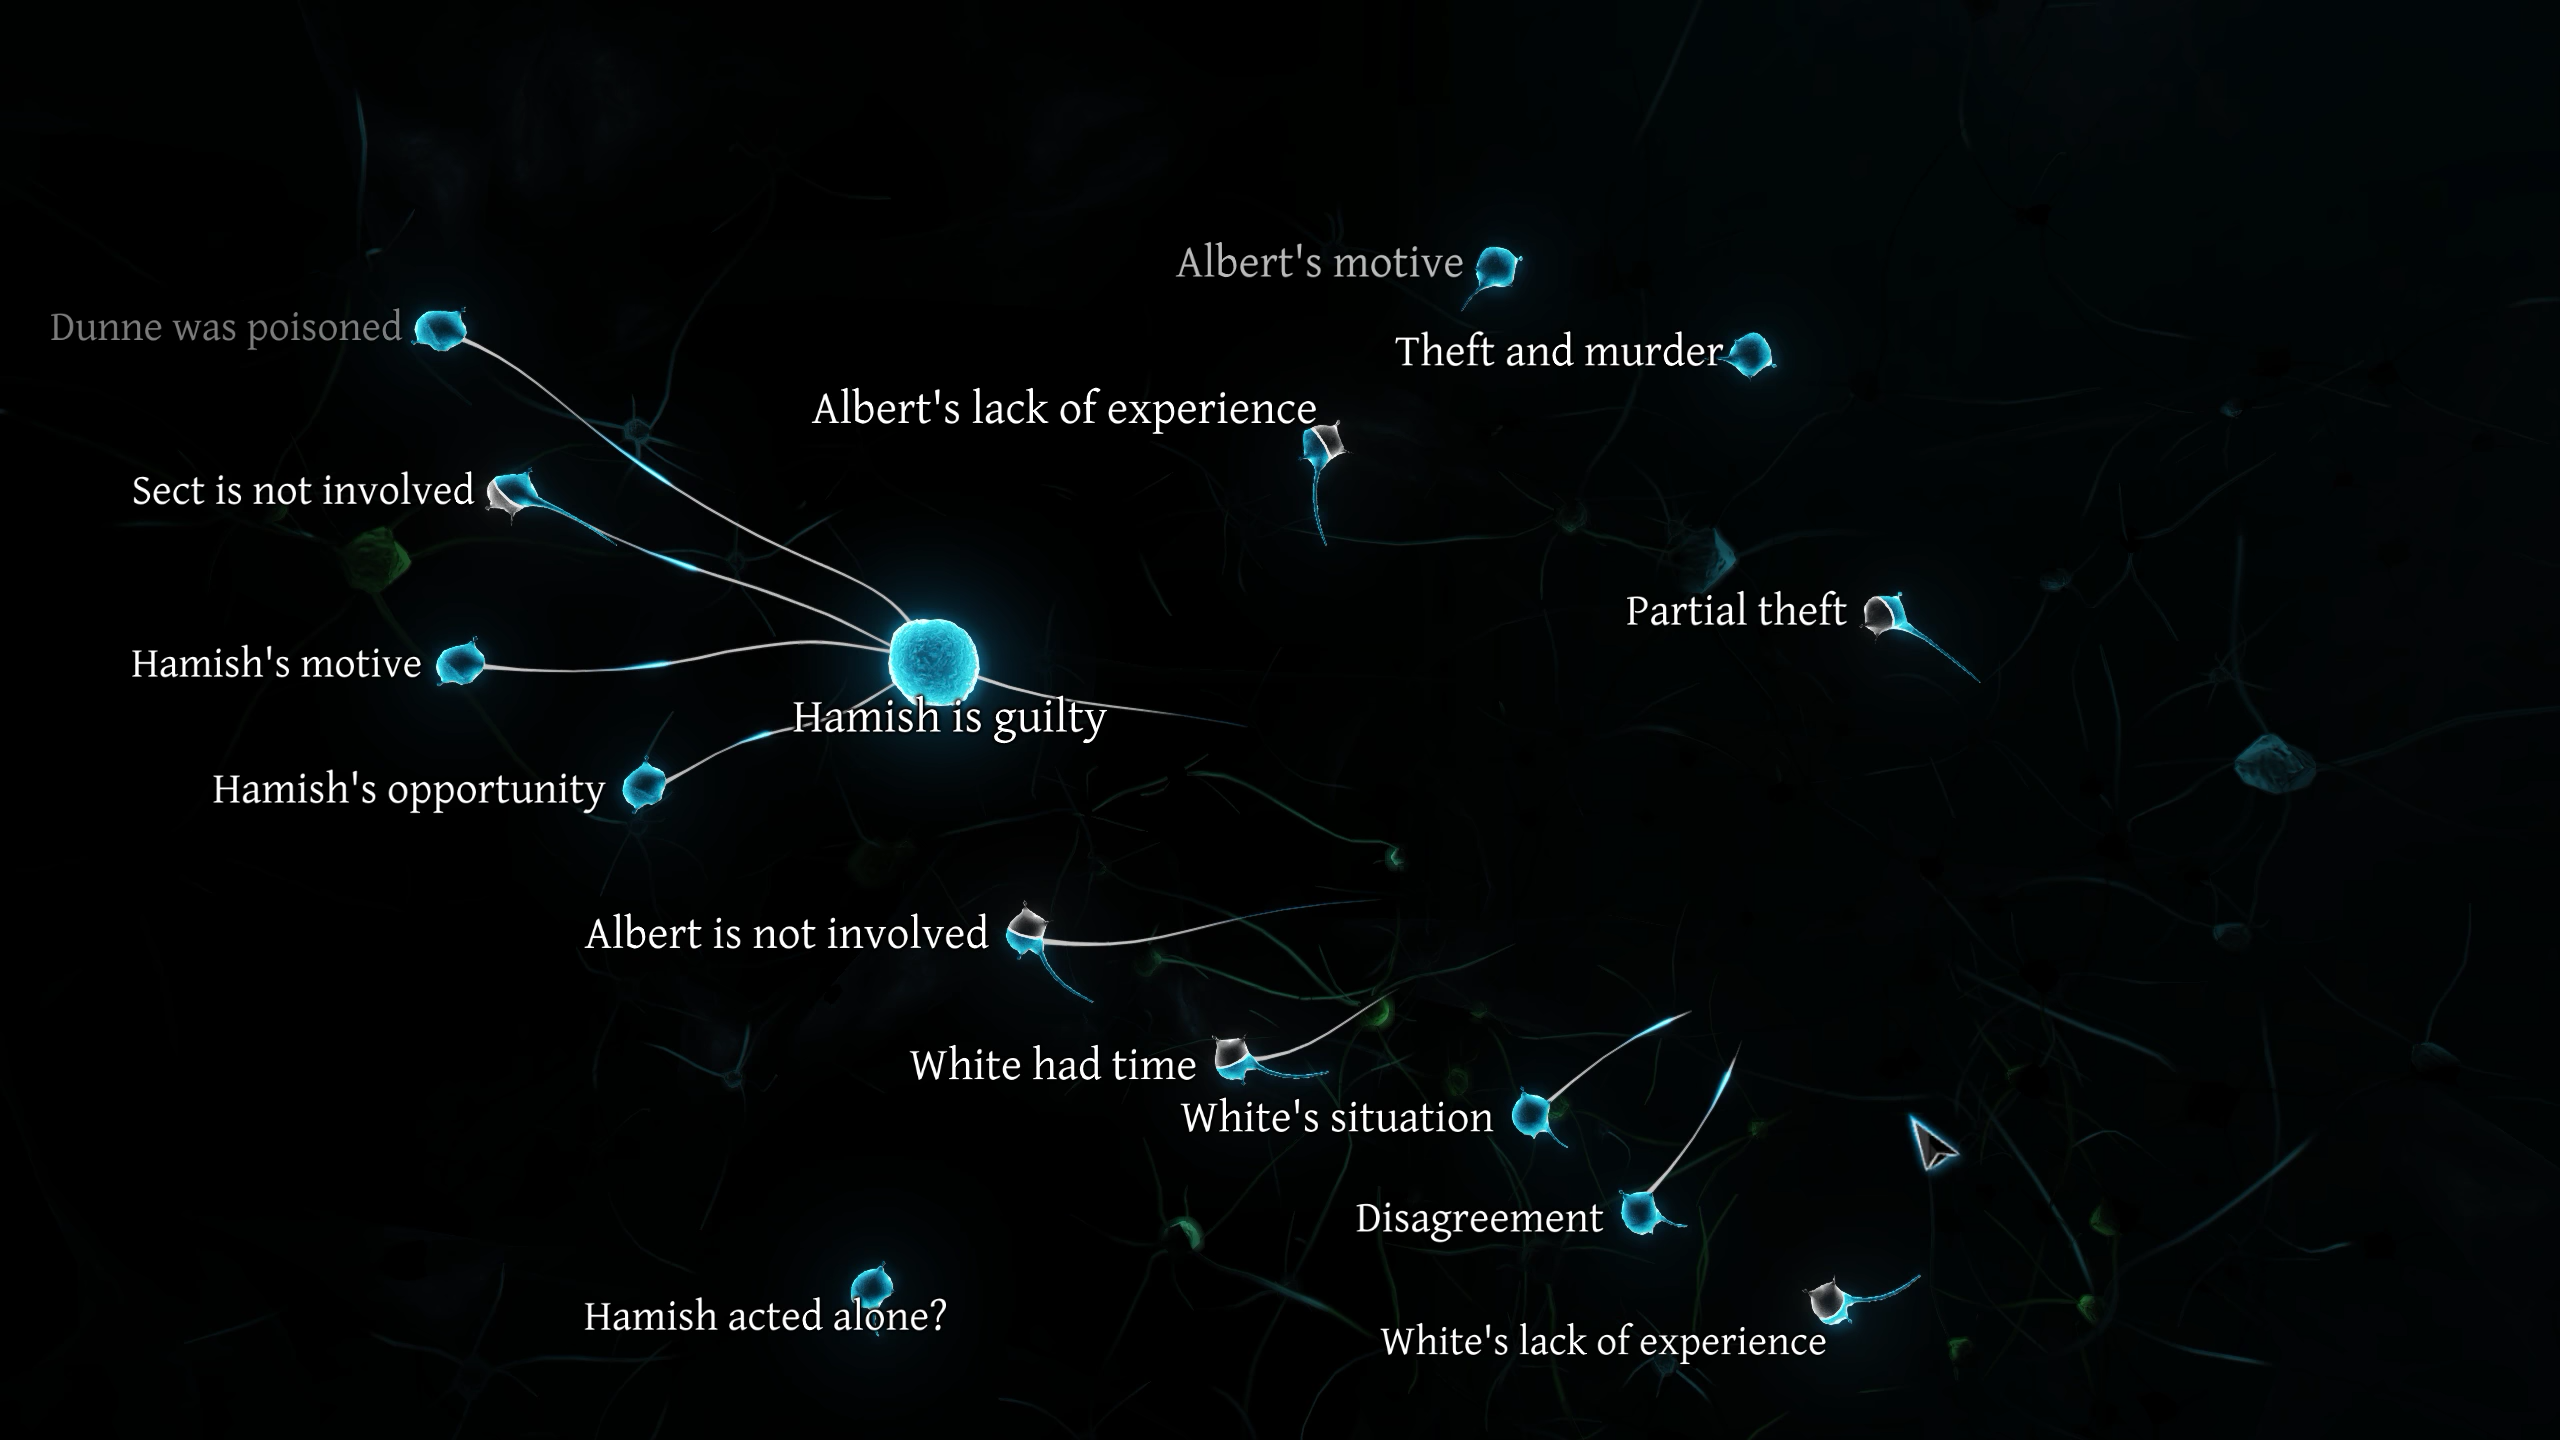 Albert's motive
Dunne was poisoned
Theft and murder
Albert's lack of experience
Sect is not involved
Partial theft
Hamish's motive
Hamish is guilty
Hamish's opportunity
Albert is not involved
White had time
White's situation
Disagreement
Hamish acted alone?
White's lack of experience